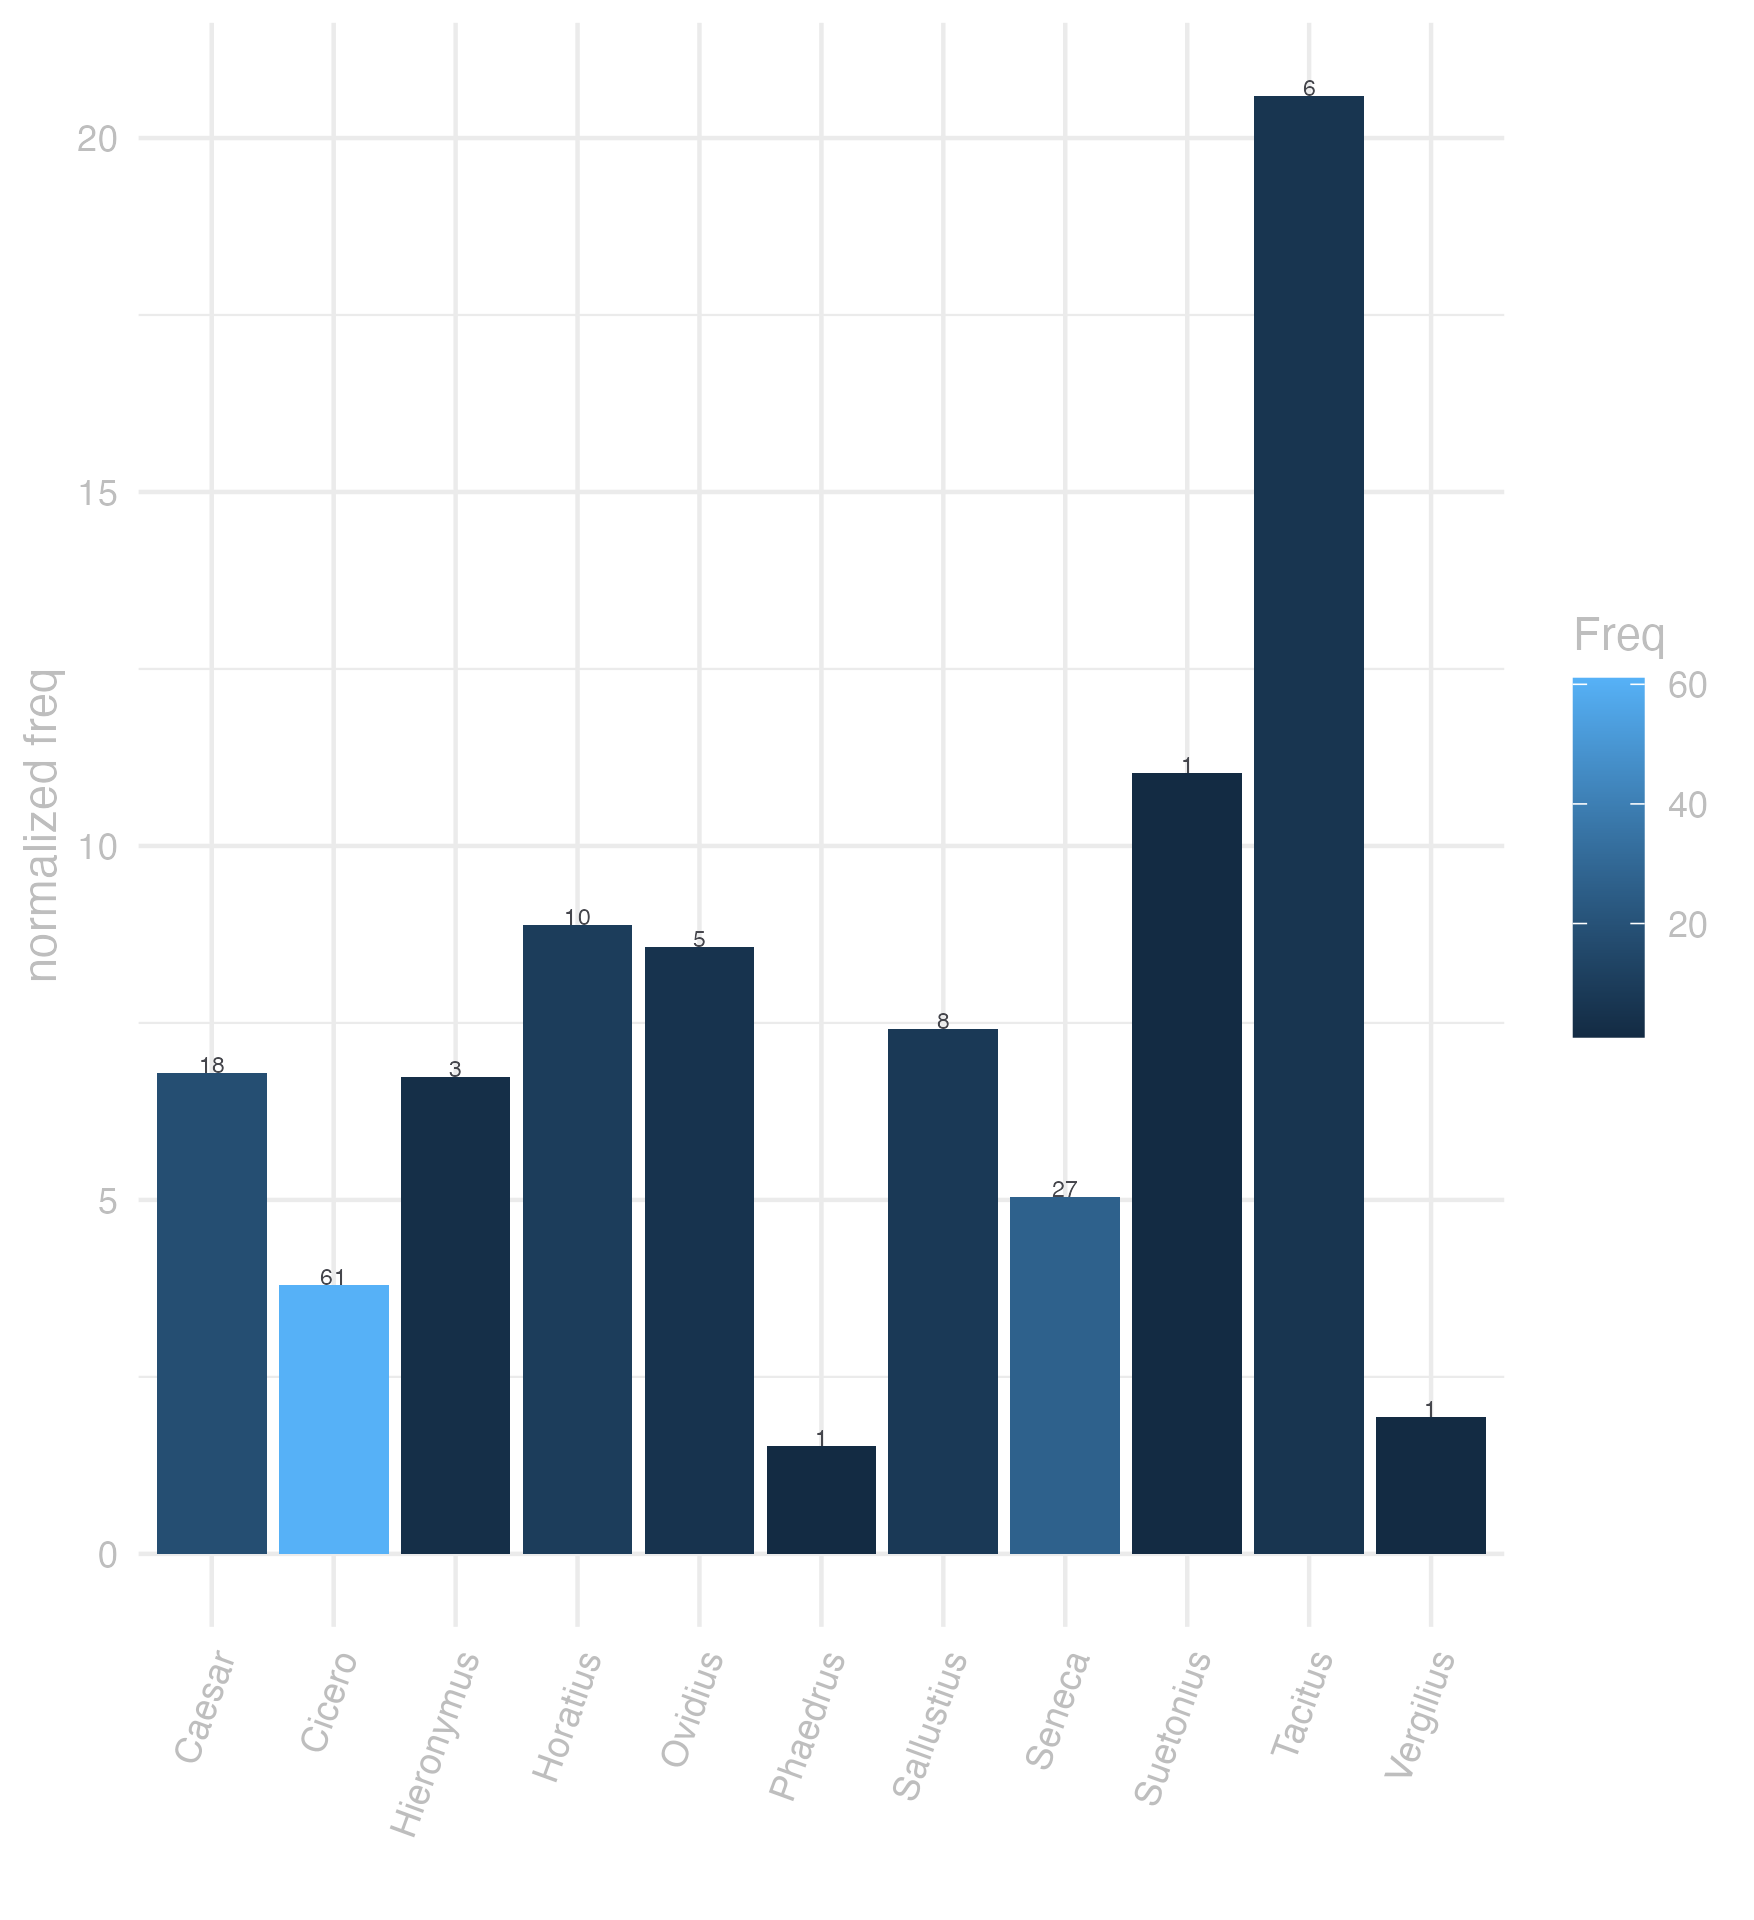 6
20
15
1
10
10
5
8
18
3
27
5
61
1
1
0
normalized freq
Caesar
Cicero
Hieronymus
Horatius
Ovidius
Phaedrus
Sallustius
Seneca
Suetonius
Tacitus
Vergilius
Freq
60
40
20